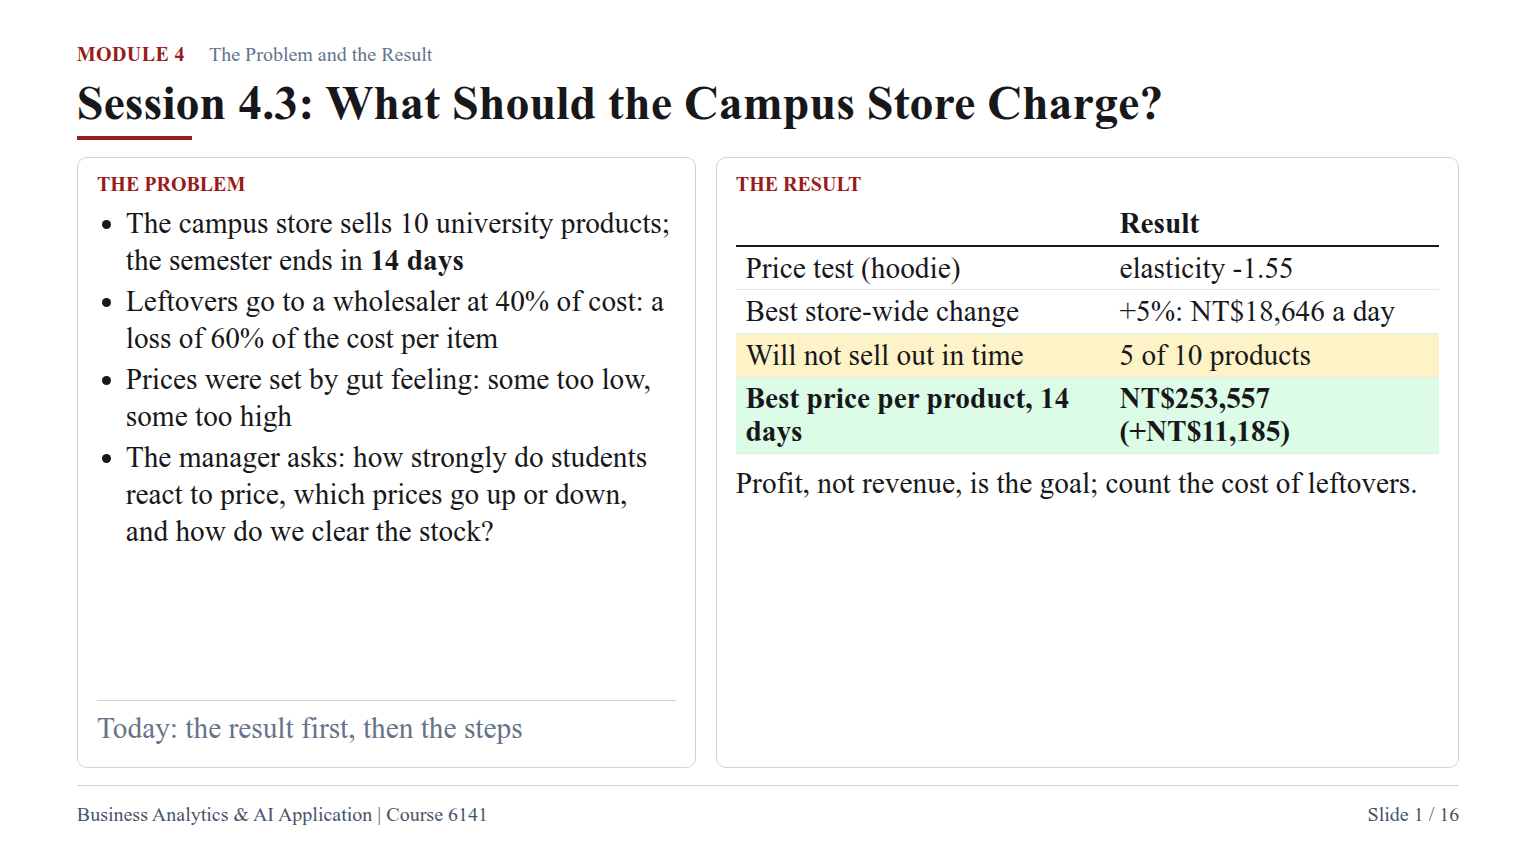 MODULE 4 The Problem and the Result
Session 4.3: What Should the Campus Store Charge?
THE PROBLEM
• The campus store sells 10 university products;
the semester ends in 14 days
• Leftovers go to a wholesaler at 40% of cost: a
loss of 60% of the cost per item
• Prices were set by gut feeling: some too low,
some too high
• The manager asks: how strongly do students
react to price, which prices go up or down,
and how do we clear the stock?
Today: the result first, then the steps
THE RESULT
Result
Price test (hoodie) elasticity -1.55
Best store-wide change +5%: NT$18,646 a day
Will not sell out in time 5 of 10 products
Best price per product, 14 NT$253,557
days (+NT$11,185)
Profit, not revenue, is the goal; count the cost of leftovers.
Business Analytics & AI Application | Course 6141
Slide 1 / 16